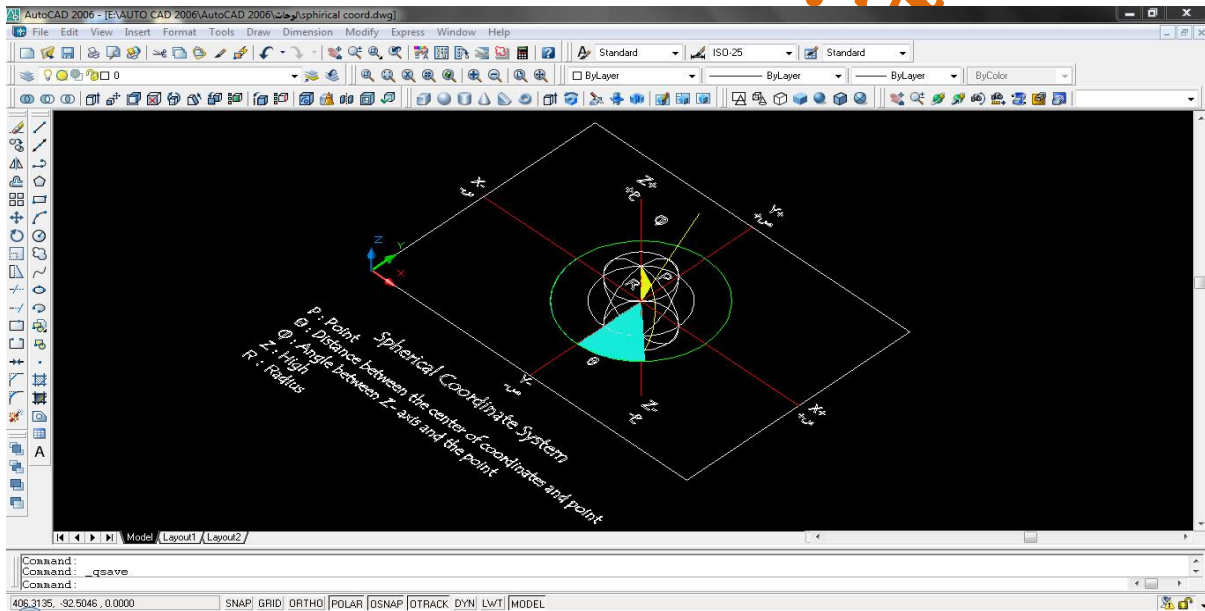 AutoCAD 2006 - [E:\AUTO CAD 2006\AutoCAD 2006\لوحات\sphirical coord.dwg]
File Edit View Insert Format Tools Draw Dimension Modify Express Window Help
Standard ISO-25 Standard
0 ByLayer ByLayer ByLayer ByColor
X-
س-
Z+
ع+
Φ
Y+
ص+
Z
Y
X
R
P
θ
Y-
ص-
Z-
ع-
X+
س+
Spherical Coordinate System
P : Point
Θ : Distance between the center of coordinates and point
Φ : Angle between Z- axis and the point
Z : High
R : Radius
A
Model Layout1 Layout2
Command:
Command: _qsave
Command:
406.3135, -92.5046 , 0.0000 SNAP GRID ORTHO POLAR OSNAP OTRACK DYN LWT MODEL